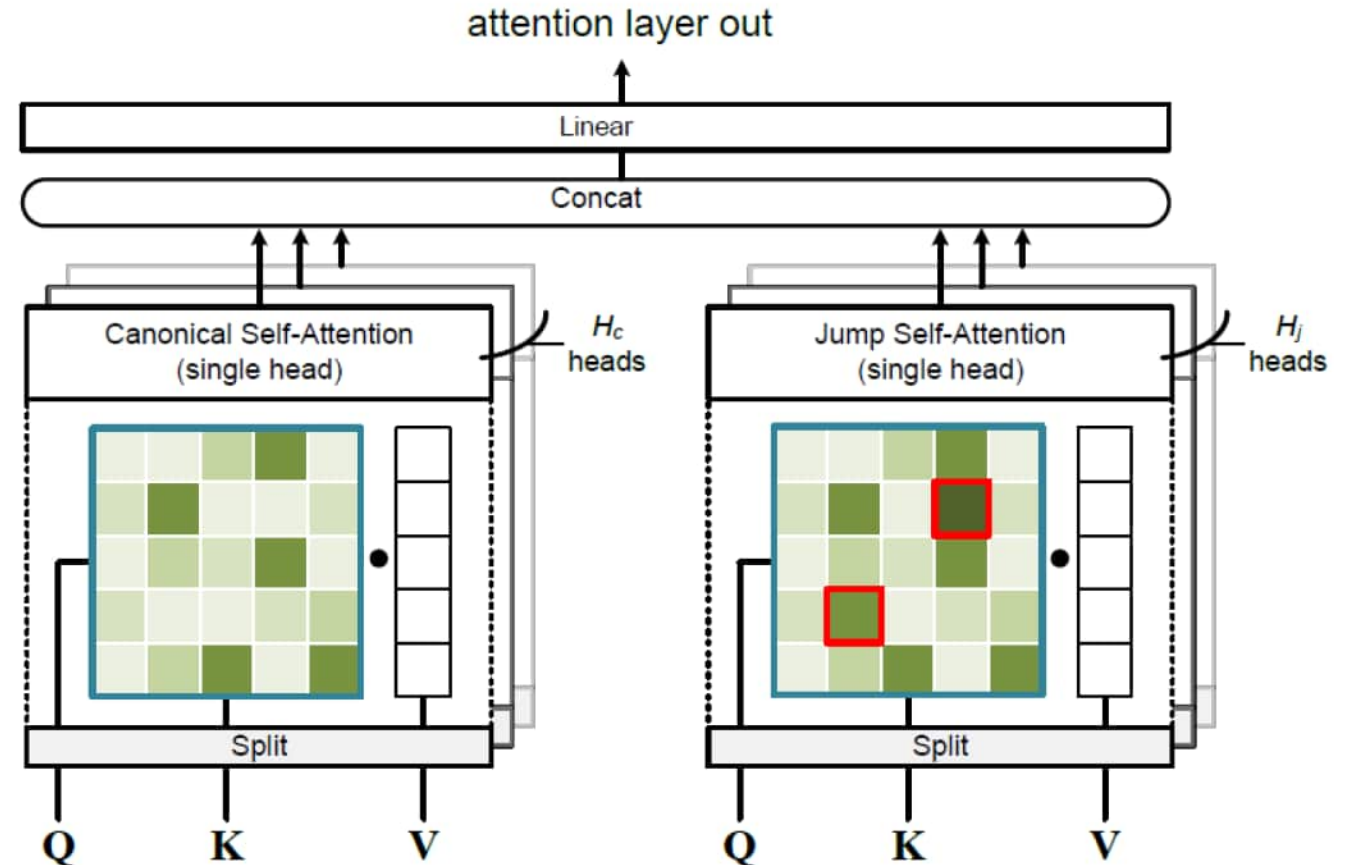 attention layer out
Linear
Concat
Canonical Self-Attention
(single head)
Hc
heads
Jump Self-Attention
(single head)
Hj
heads
Split
Split
Q K V
Q K V